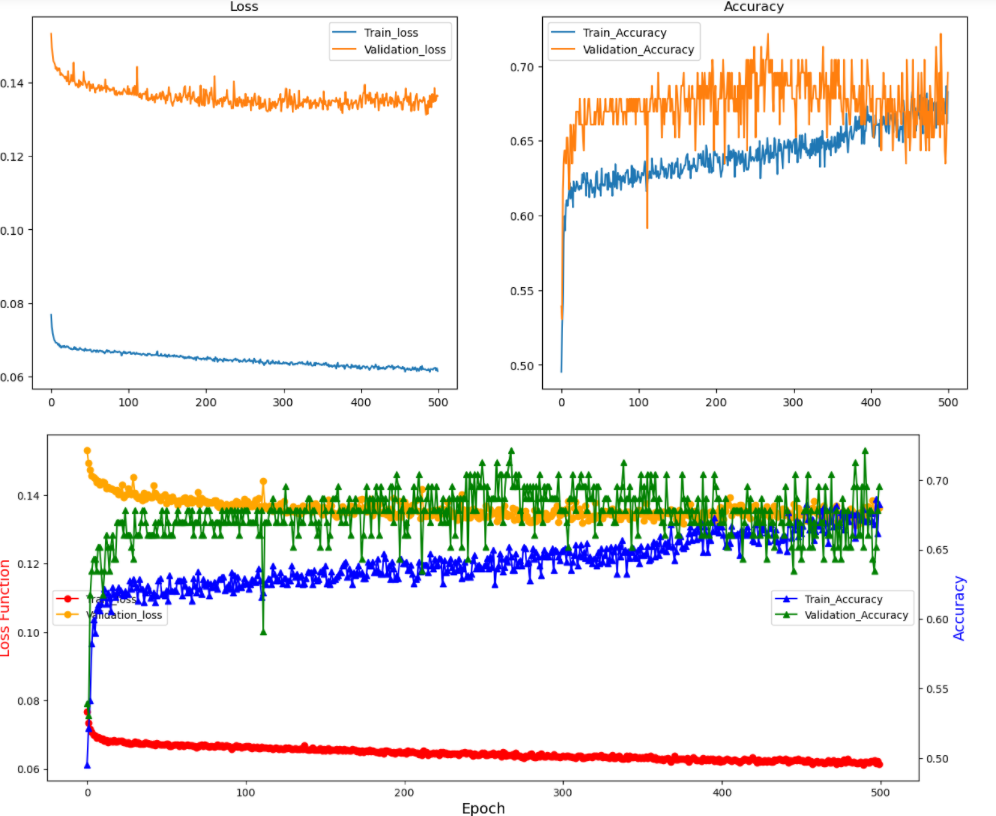 Loss
Accuracy
Train_loss
Validation_loss
Train_Accuracy
Validation_Accuracy
0.14
0.12
0.10
0.08
0.06
0 100 200 300 400 500
0.70
0.65
0.60
0.55
0.50
0 100 200 300 400 500
Loss Function
0.14
0.12
0.10
0.08
0.06
Train_loss
Validation_loss
Train_Accuracy
Validation_Accuracy
0.70
0.65
0.60
0.55
0.50
Accuracy
0 100 200 300 400 500
Epoch